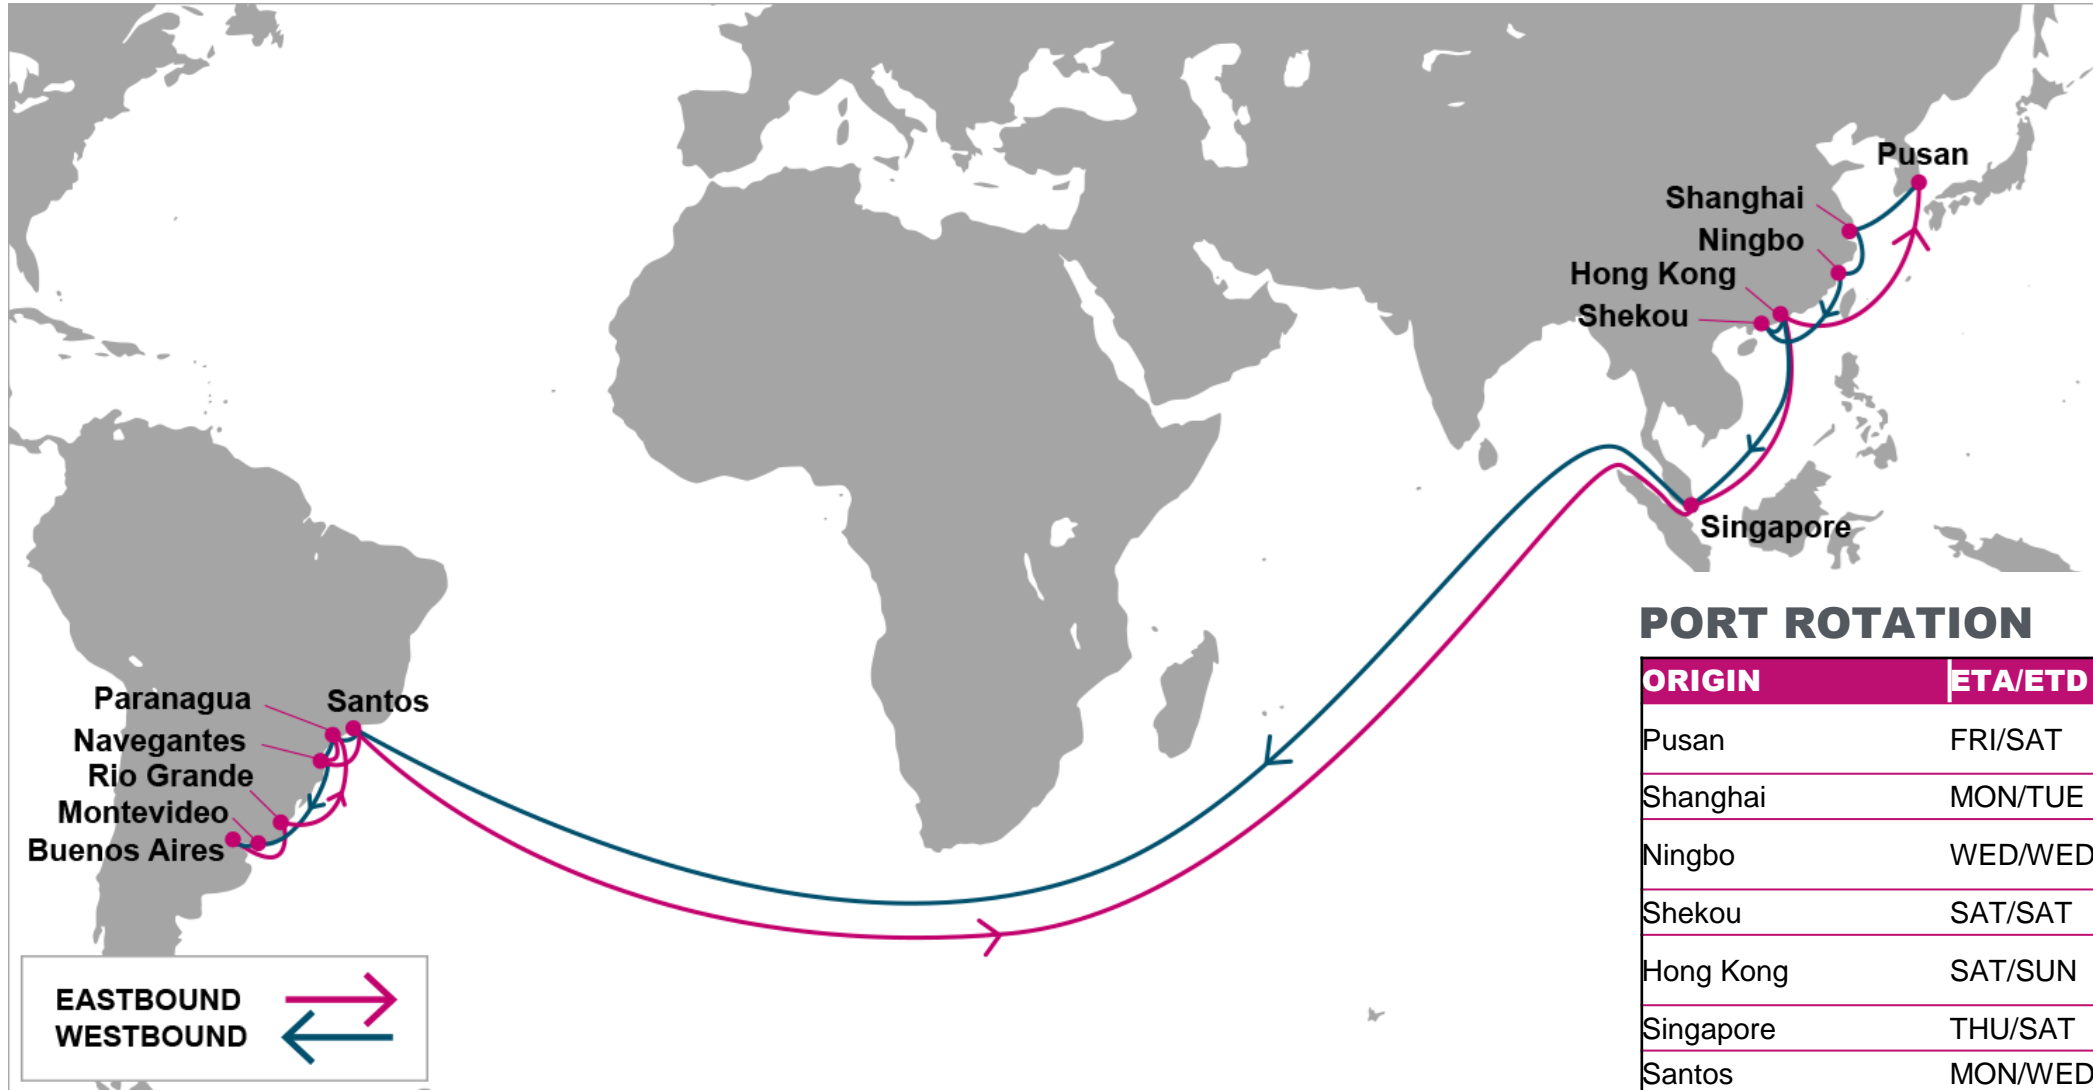 Pusan
Shanghai
Ningbo
Hong Kong
Shekou
Singapore
Paranagua
Santos
Navegantes
Rio Grande
Montevideo
Buenos Aires
EASTBOUND
WESTBOUND
PORT ROTATION
ORIGIN ETA/ETD
Pusan FRI/SAT
Shanghai MON/TUE
Ningbo WED/WED
Shekou SAT/SAT
Hong Kong SAT/SUN
Singapore THU/SAT
Santos MON/WED